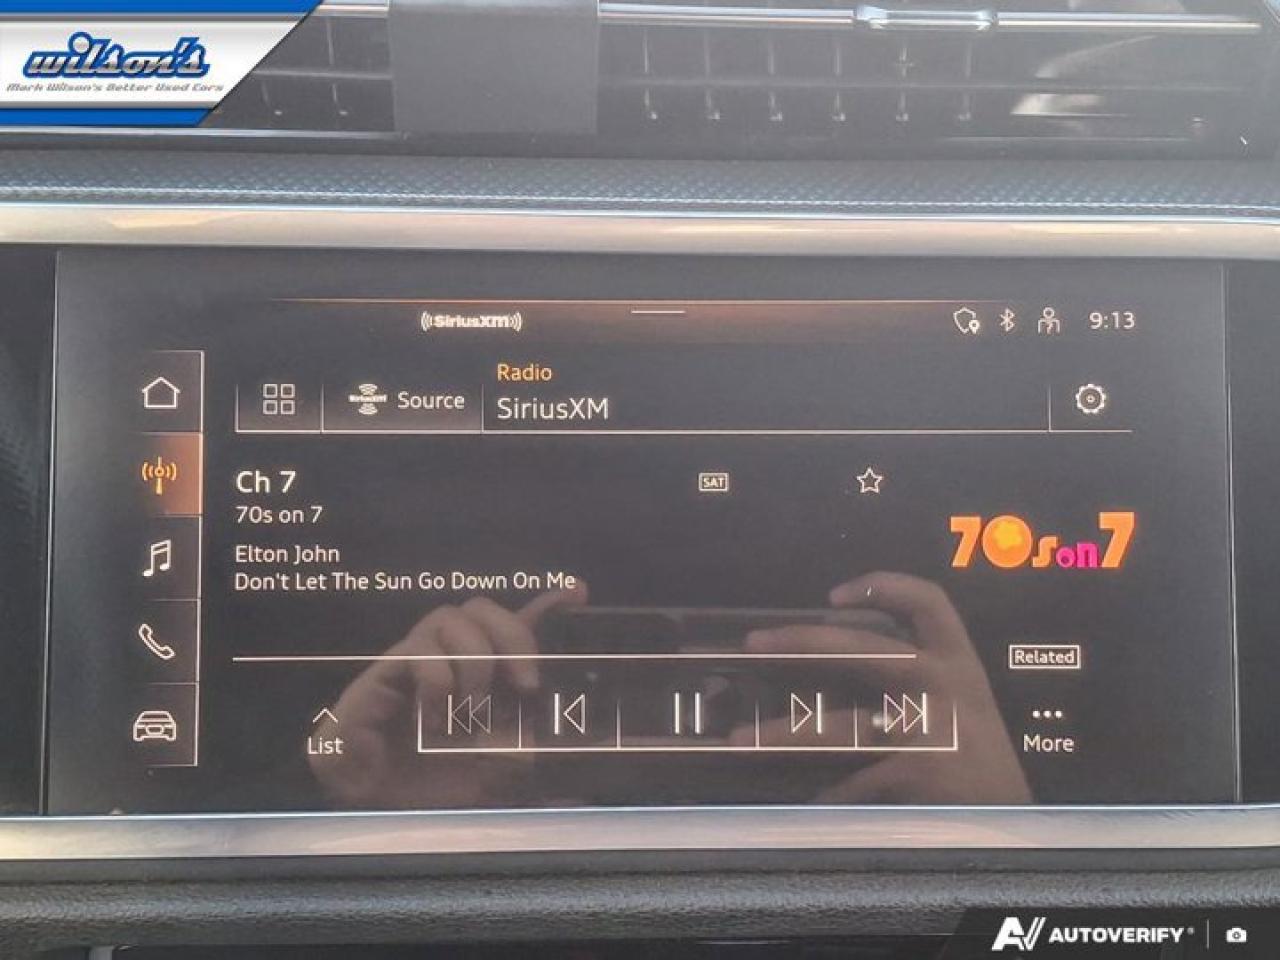 wilson's
Mark Wilson's Better Used Cars
SiriusXM
9:13
Radio
Source
SiriusXM
Ch 7
SAT
70s on 7
70s on 7
Elton John
Don't Let The Sun Go Down On Me
Related
List
More
AUTOVERIFY